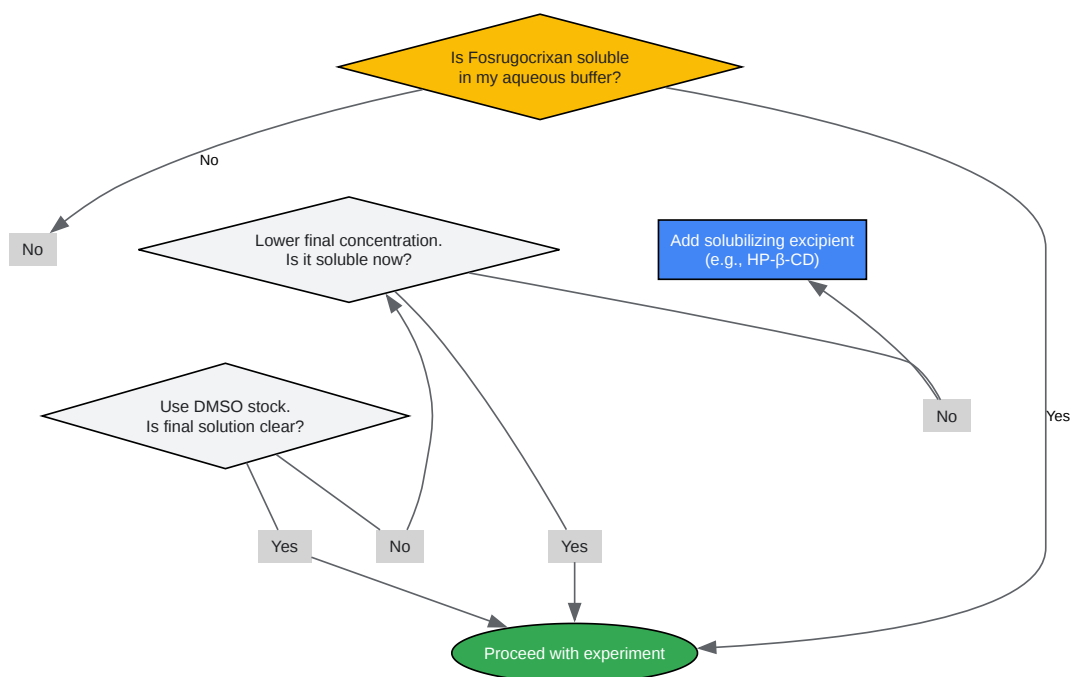 Is Fosrugocrixan soluble
in my aqueous buffer?
No
No
Lower final concentration.
Is it soluble now?
Add solubilizing excipient
(e.g., HP-β-CD)
Use DMSO stock.
Is final solution clear?
No
Yes
Yes
No
Yes
Proceed with experiment